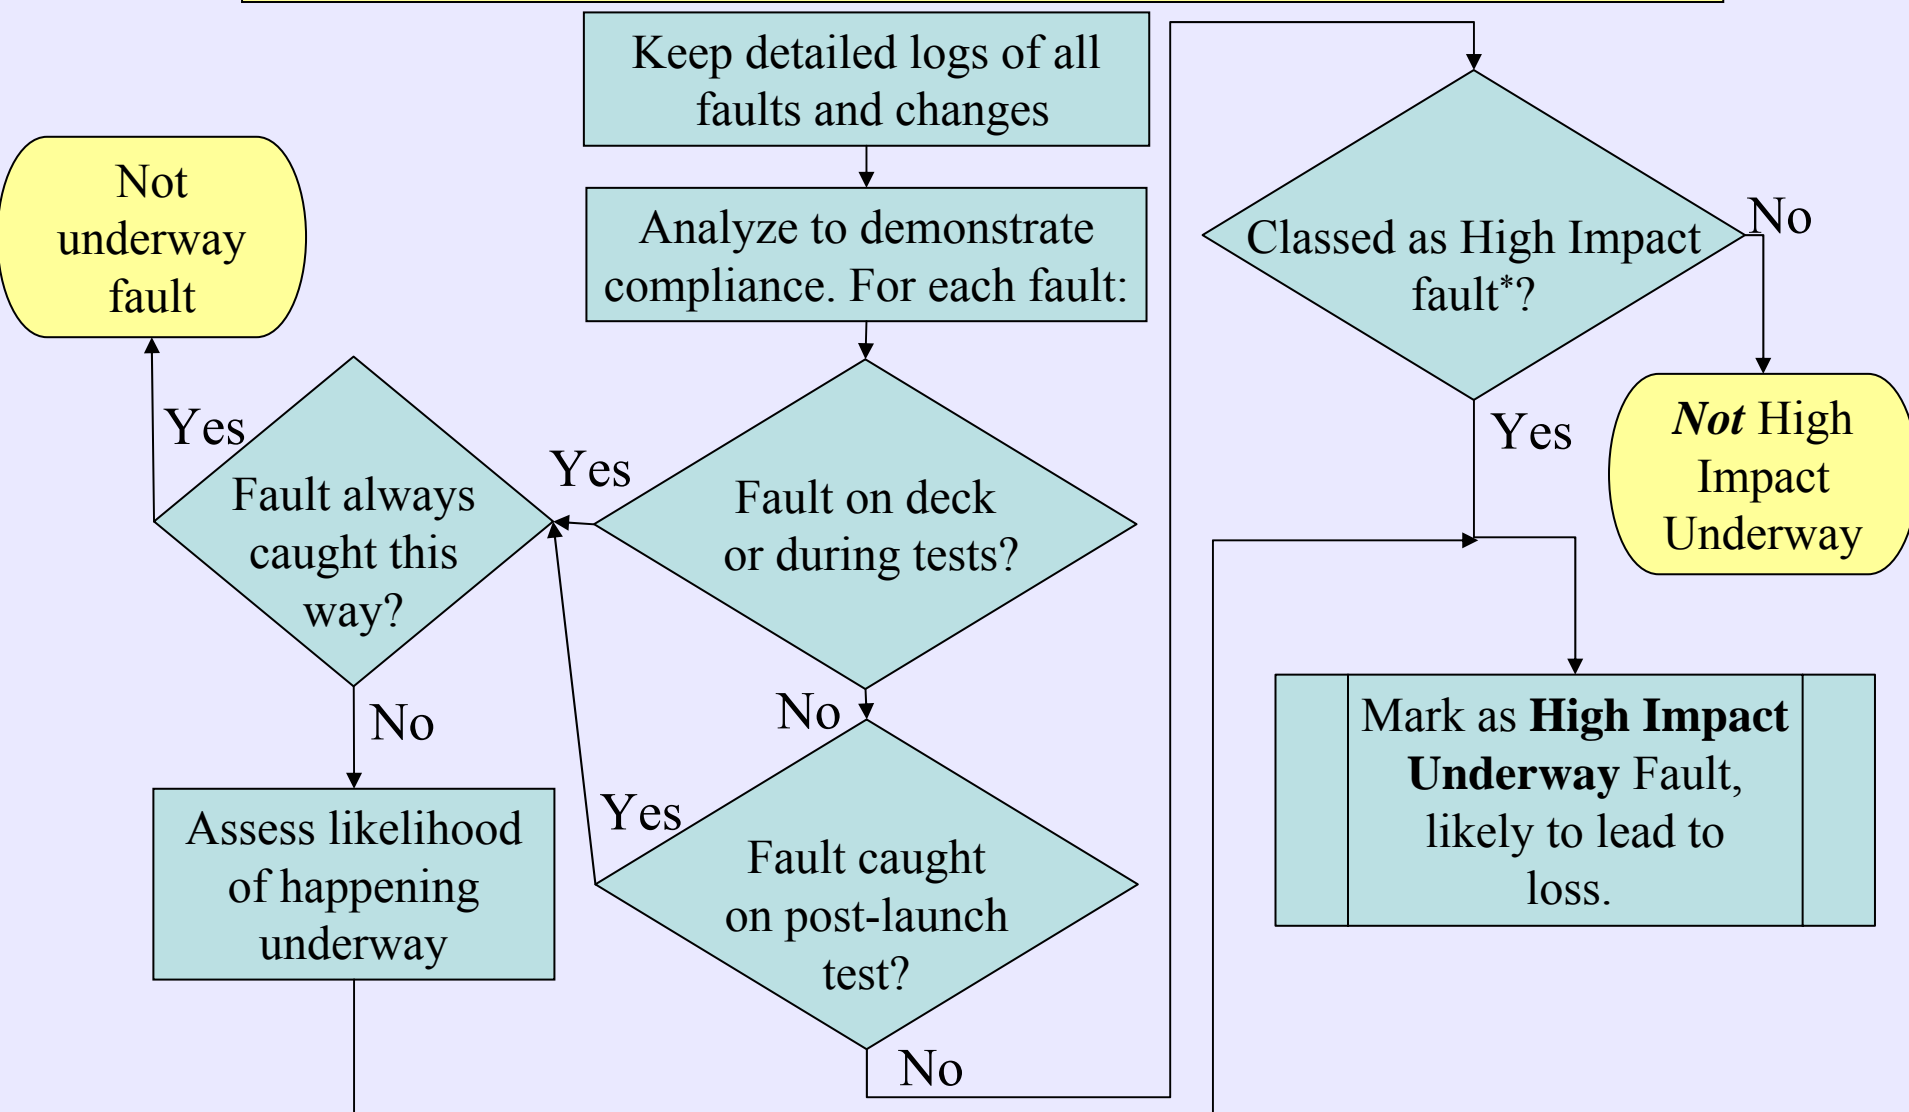 Keep detailed logs of all
faults and changes
Analyze to demonstrate
compliance. For each fault:
Fault on deck
or during tests?
Yes
No
Fault always
caught this
way?
Yes
Not
underway
fault
No
Assess likelihood
of happening
underway
Fault caught
on post-launch
test?
Yes
No
Classed as High Impact
fault*?
No
Not High
Impact
Underway
Yes
Mark as High Impact
Underway Fault,
likely to lead to
loss.